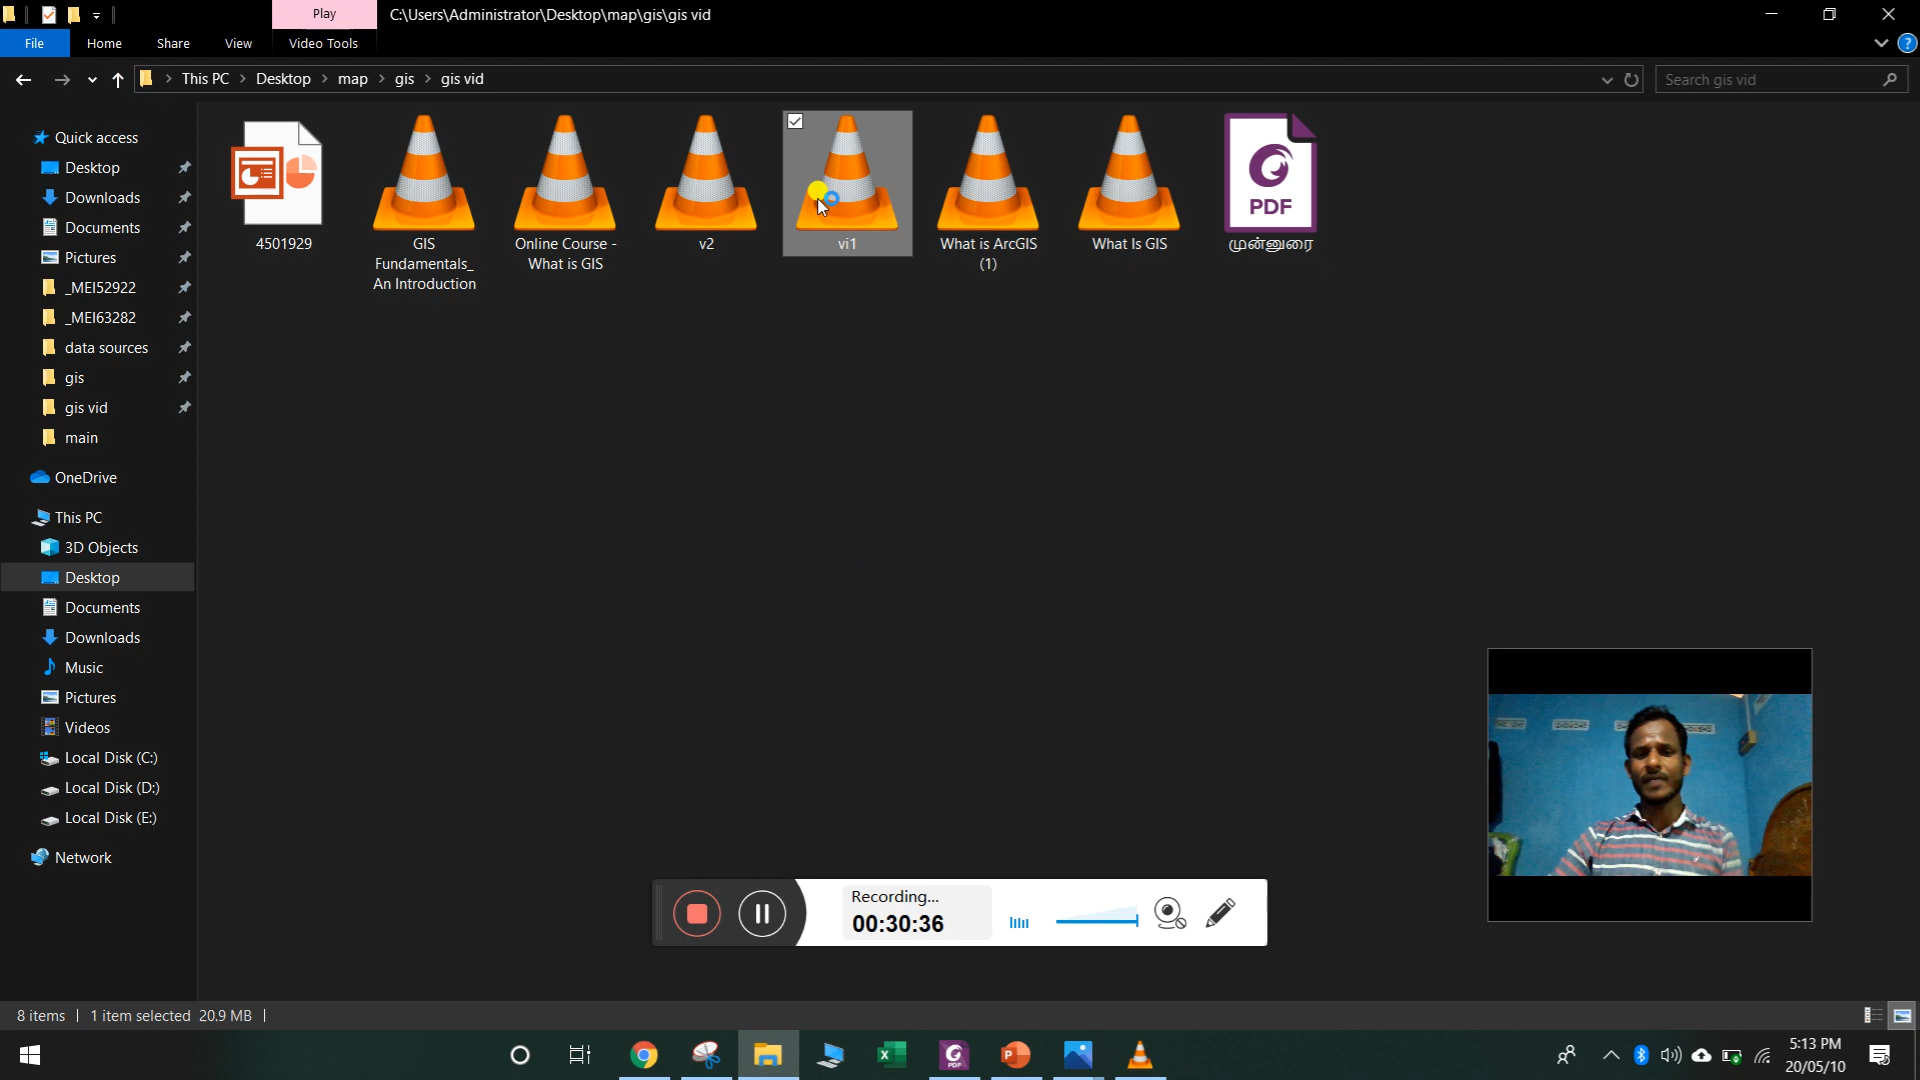 Play
C:\Users\Administrator\Desktop\map\gis\gis vid
File
Home
Share
View
Video Tools
This PC
Desktop
map
gis
gis vid
Search gis vid
Quick access
Desktop
Downloads
Documents
Pictures
_MEI52922
_MEI63282
data sources
gis
gis vid
main
OneDrive
This PC
3D Objects
Desktop
Documents
Downloads
Music
Pictures
Videos
Local Disk (C:)
Local Disk (D:)
Local Disk (E:)
Network
4501929
GIS
Fundamentals_
An Introduction
Online Course -
What is GIS
v2
vi1
What is ArcGIS
(1)
What Is GIS
PDF
முன்னுரை
Recording...
00:30:36
8 items
1 item selected 20.9 MB
PDF
5:13 PM
20/05/10